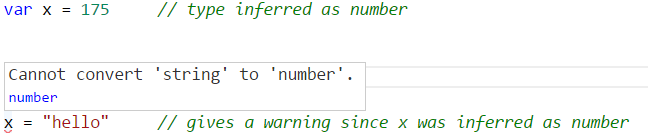 var x = 175     // type inferred as number
Cannot convert 'string' to 'number'.
number
x = "hello"     // gives a warning since x was inferred as number